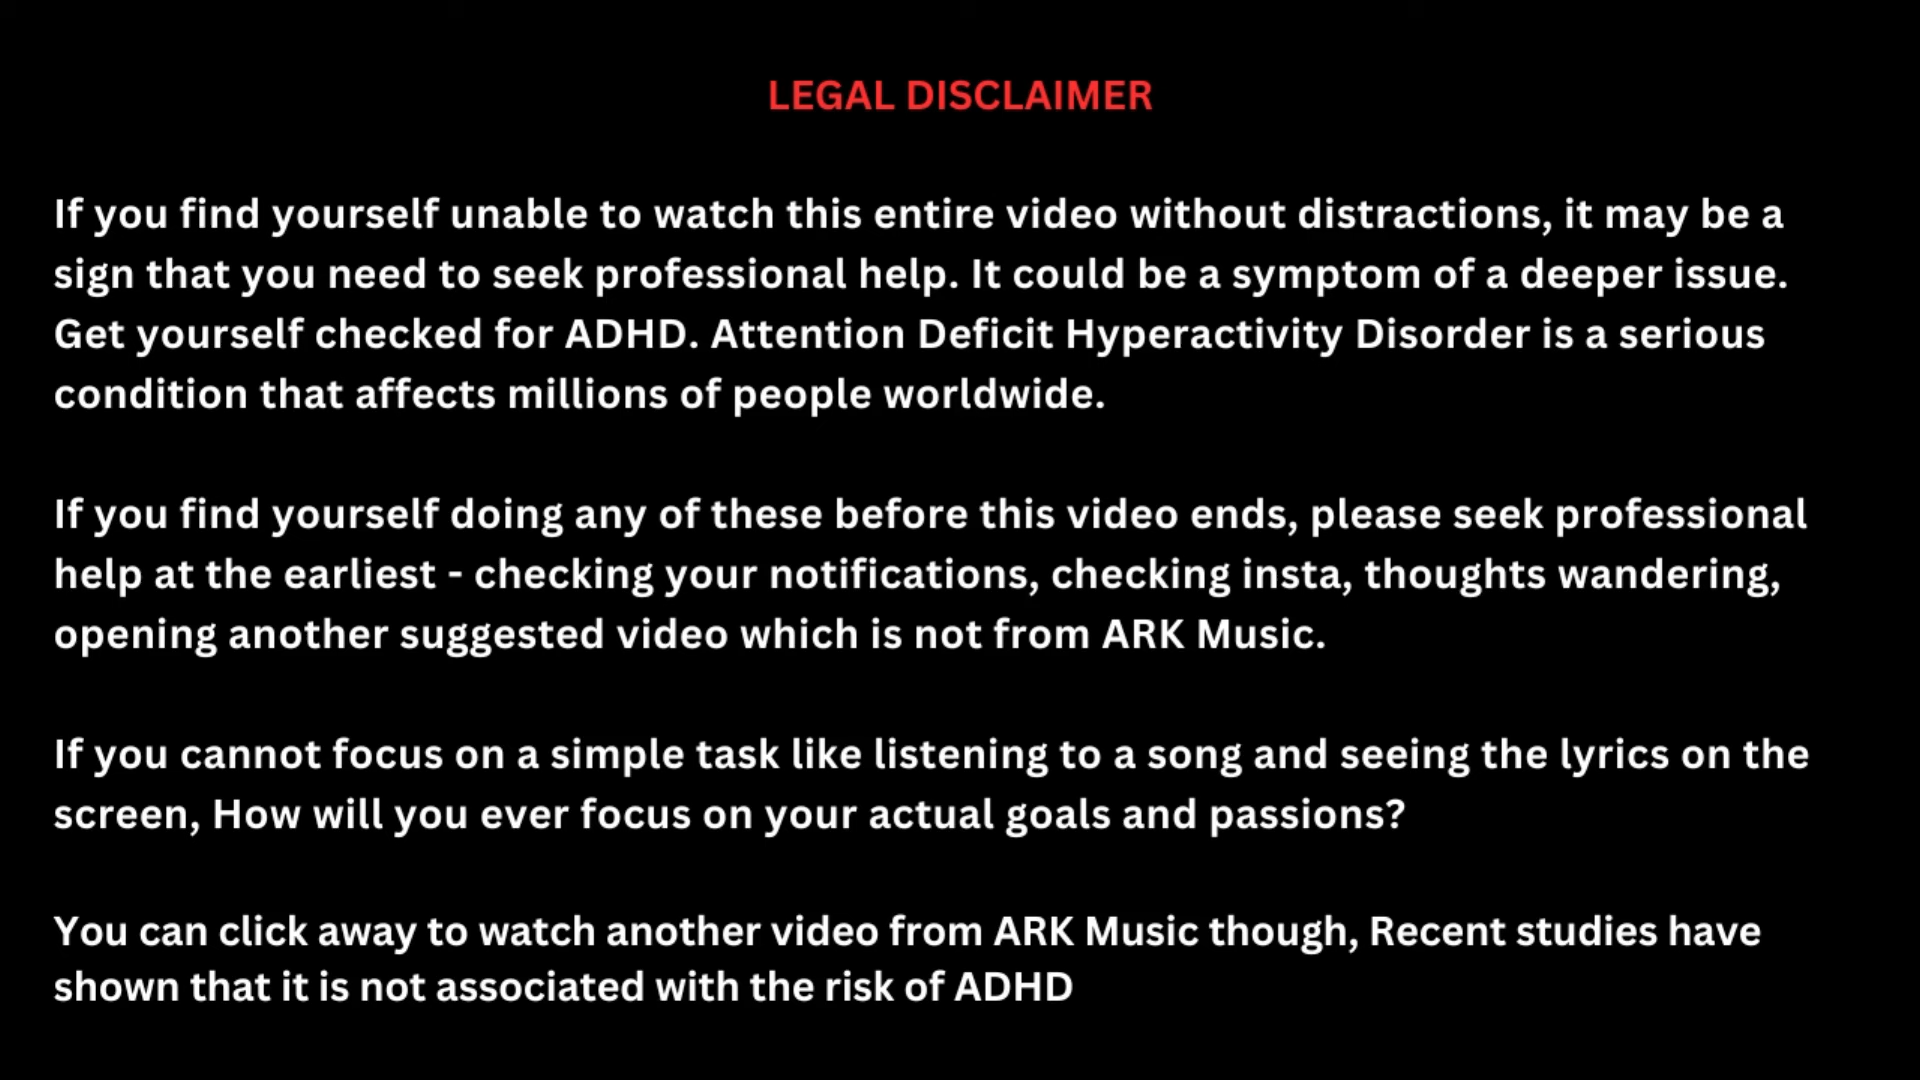 LEGAL DISCLAIMER
If you find yourself unable to watch this entire video without distractions, it may be a
sign that you need to seek professional help. It could be a symptom of a deeper issue.
Get yourself checked for ADHD. Attention Deficit Hyperactivity Disorder is a serious
condition that affects millions of people worldwide.
If you find yourself doing any of these before this video ends, please seek professional
help at the earliest - checking your notifications, checking insta, thoughts wandering,
opening another suggested video which is not from ARK Music.
If you cannot focus on a simple task like listening to a song and seeing the lyrics on the
screen, How will you ever focus on your actual goals and passions?
You can click away to watch another video from ARK Music though, Recent studies have
shown that it is not associated with the risk of ADHD